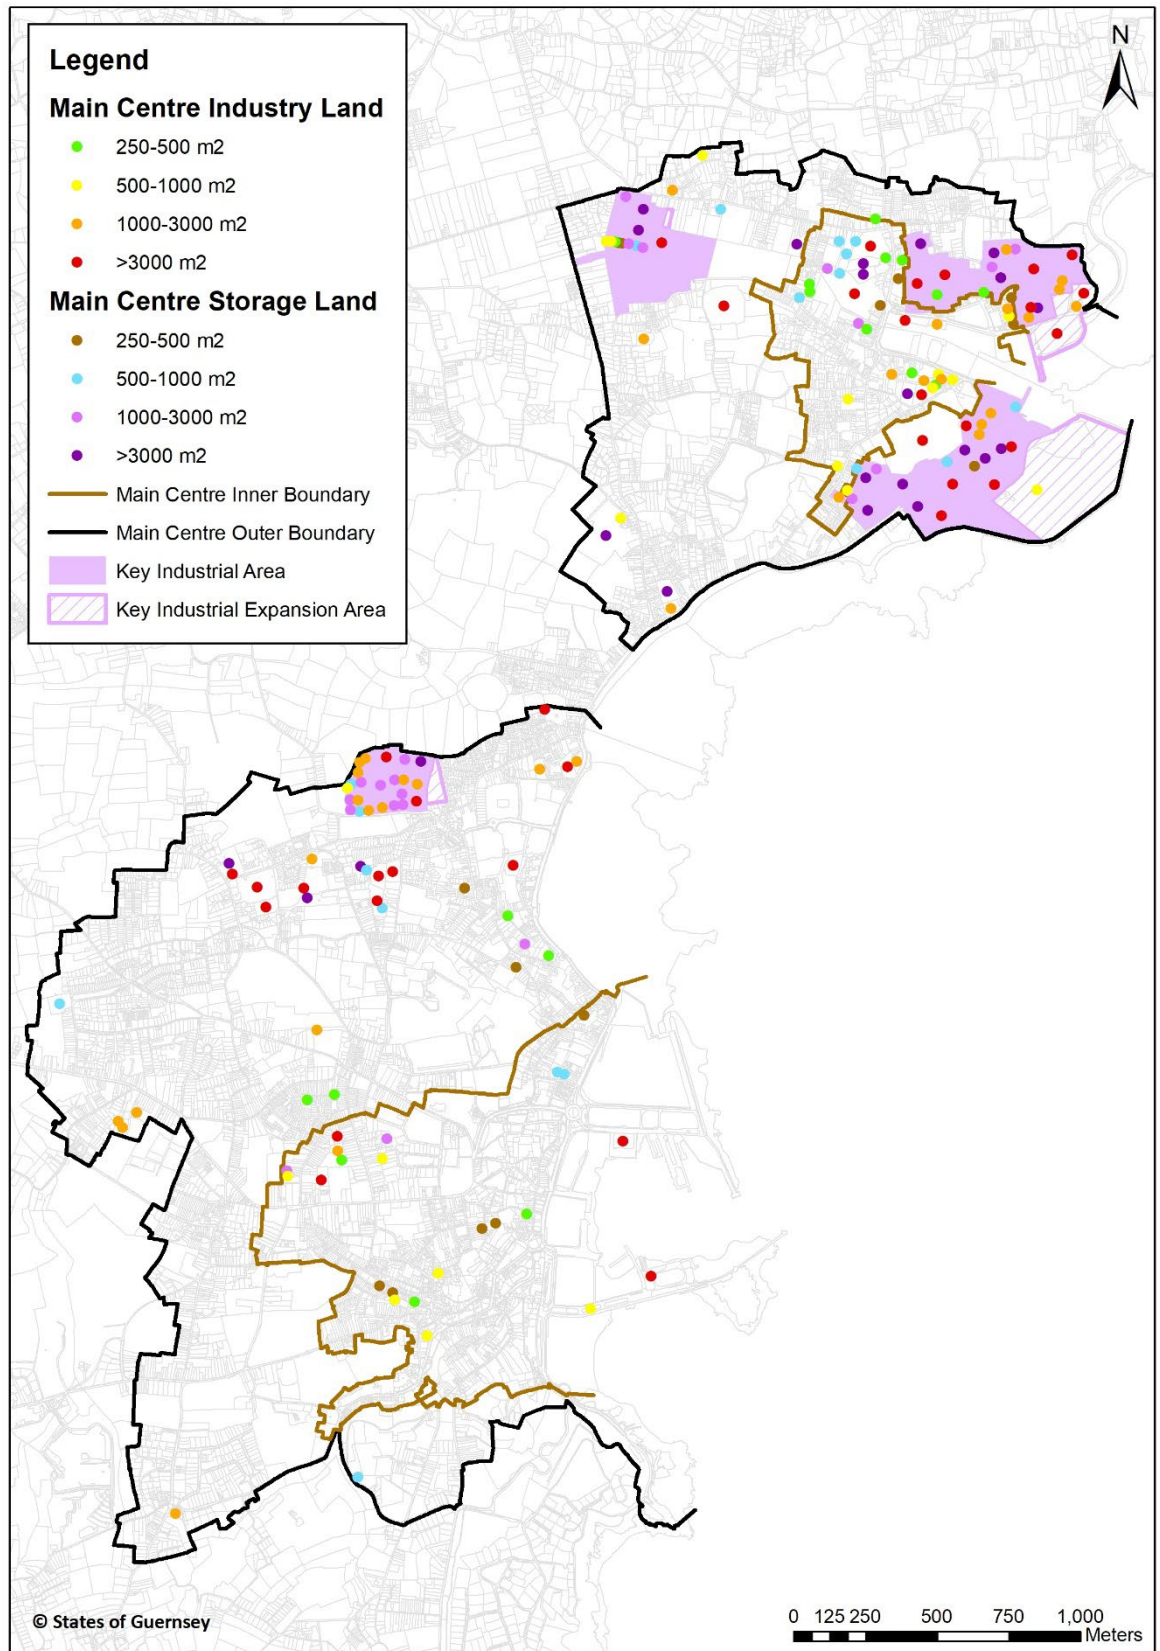 N
Legend
Main Centre Industry Land
250-500 m2
500-1000 m2
1000-3000 m2
>3000 m2
Main Centre Storage Land
250-500 m2
500-1000 m2
1000-3000 m2
>3000 m2
Main Centre Inner Boundary
Main Centre Outer Boundary
Key Industrial Area
Key Industrial Expansion Area
© States of Guernsey
0 125 250 500 750 1,000
Meters